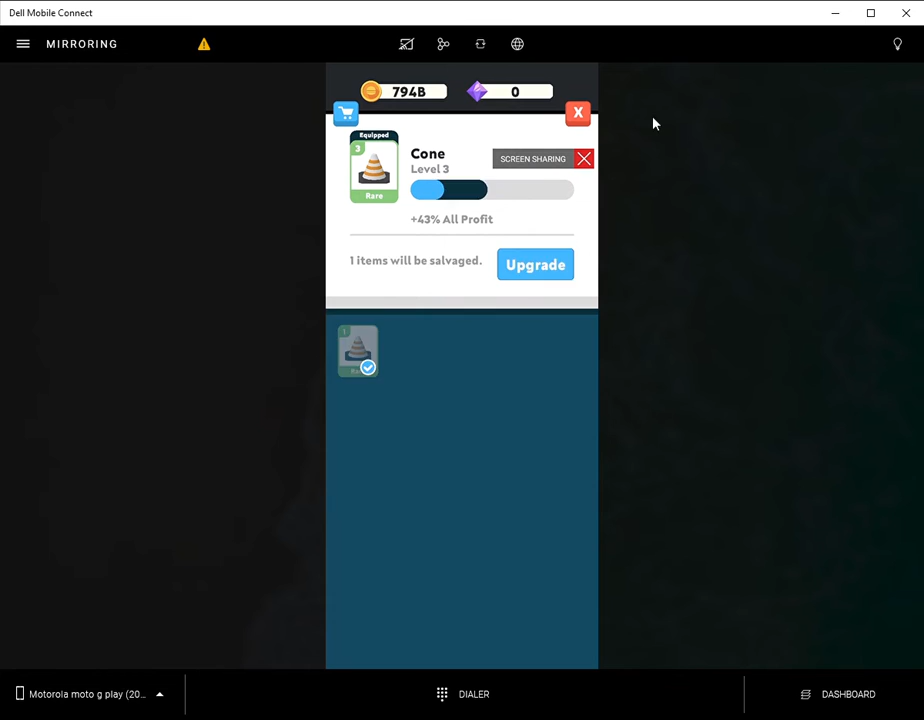 Dell Mobile Connect
MIRRORING
794B
0
X
Equipped
3
Rare
Cone
Level 3
SCREEN SHARING
+43% All Profit
1 items will be salvaged.
Upgrade
1
Motorola moto g play (20...
DIALER
DASHBOARD